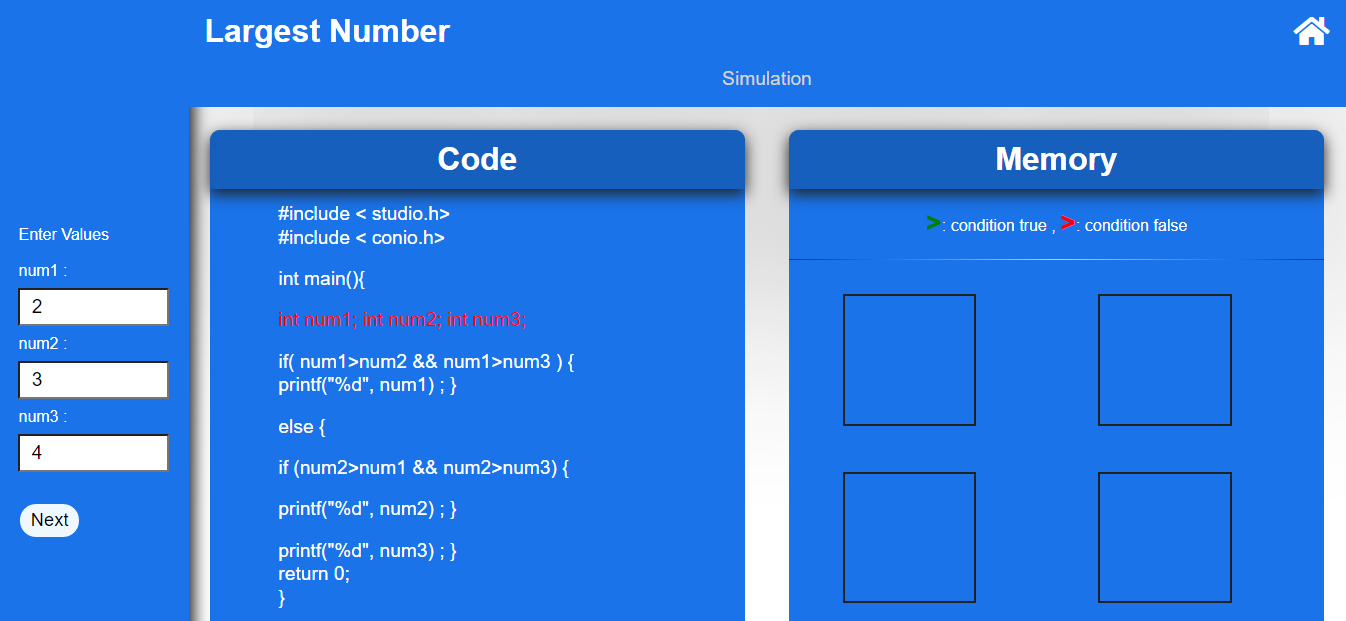 Largest Number
Simulation
Enter Values
num1 :
2
num2 :
3
num3 :
4
Next
Code
#include < studio.h>
#include < conio.h>
int main(){
int num1; int num2; int num3;
if( num1>num2 && num1>num3 ) {
printf("%d", num1) ; }
else {
if (num2>num1 && num2>num3) {
printf("%d", num2) ; }
printf("%d", num3) ; }
return 0;
}
Memory
>: condition true , >: condition false